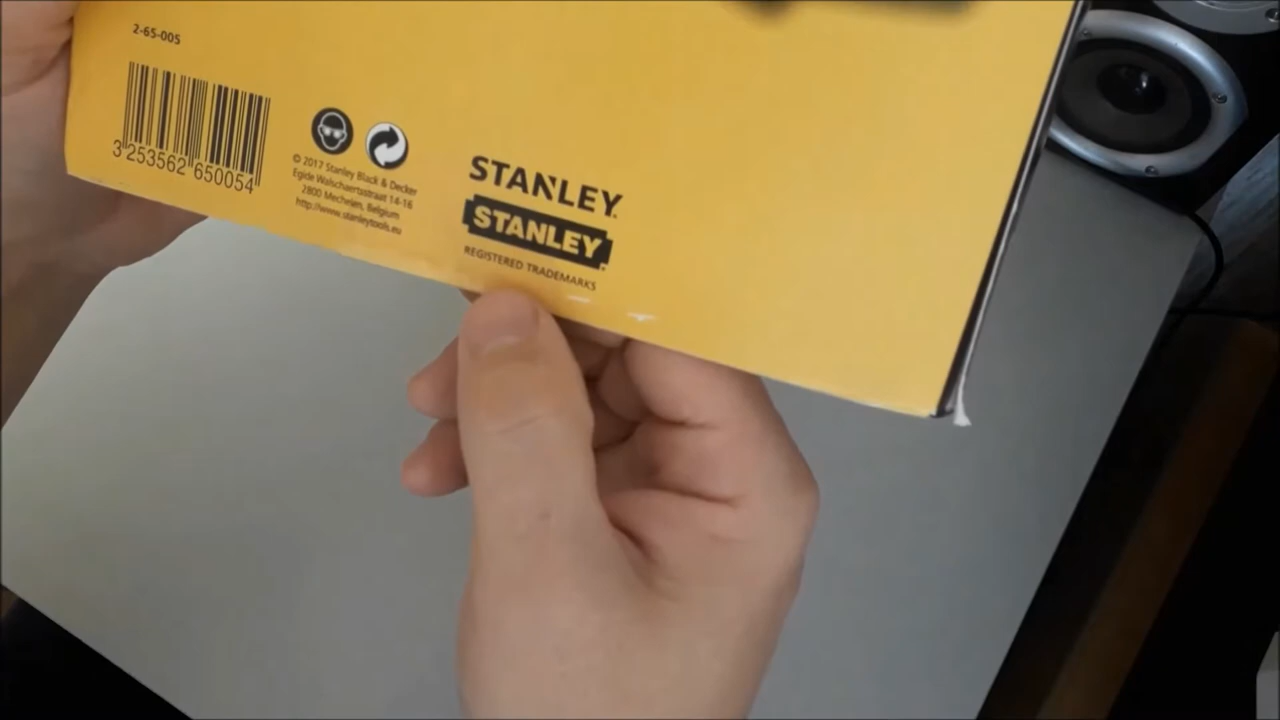 2-65-005
3 253562 650054
© 2017 Stanley Black & Decker
Egide Walschaertsstraat 14-16
2800 Mechelen, Belgium
http://www.stanleytools.eu
STANLEY.
STANLEY.
REGISTERED TRADEMARKS